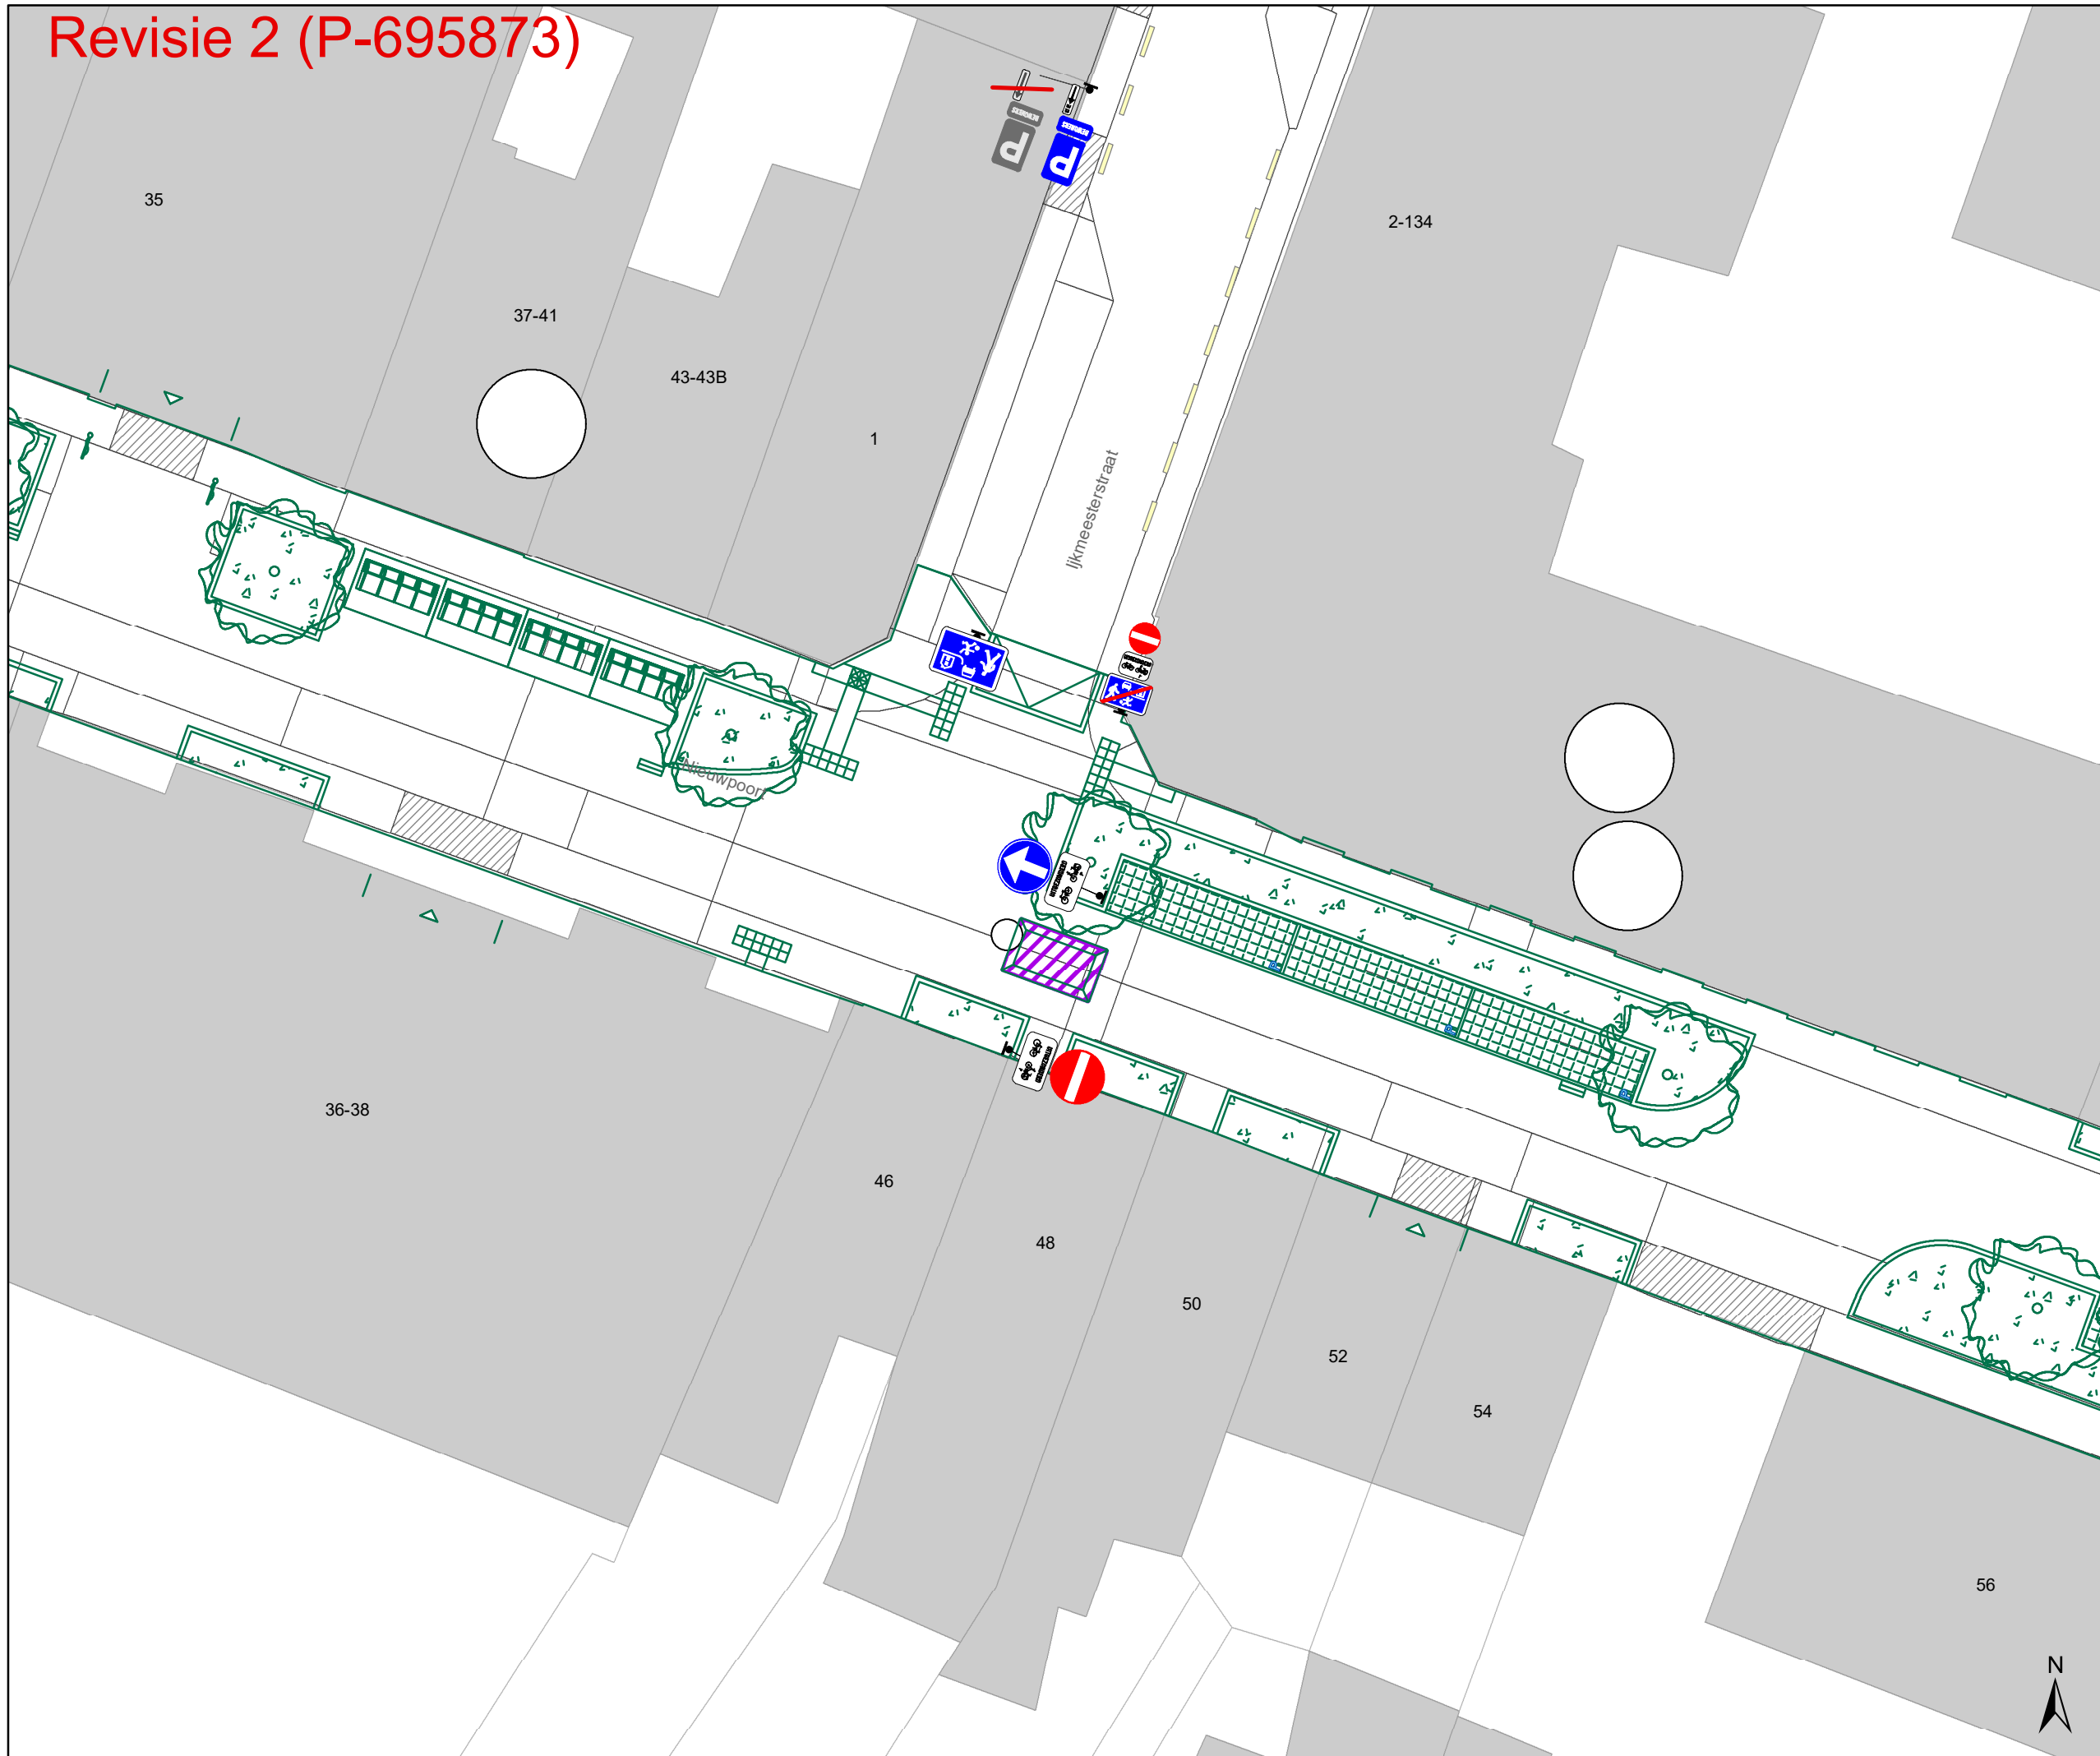 Revisie 2 (P-695873)
P
P
35
2-134
37-41
43-43B
1
Ijkmeesterstraat
Nieuwpoort
36-38
46
48
50
52
54
56
N